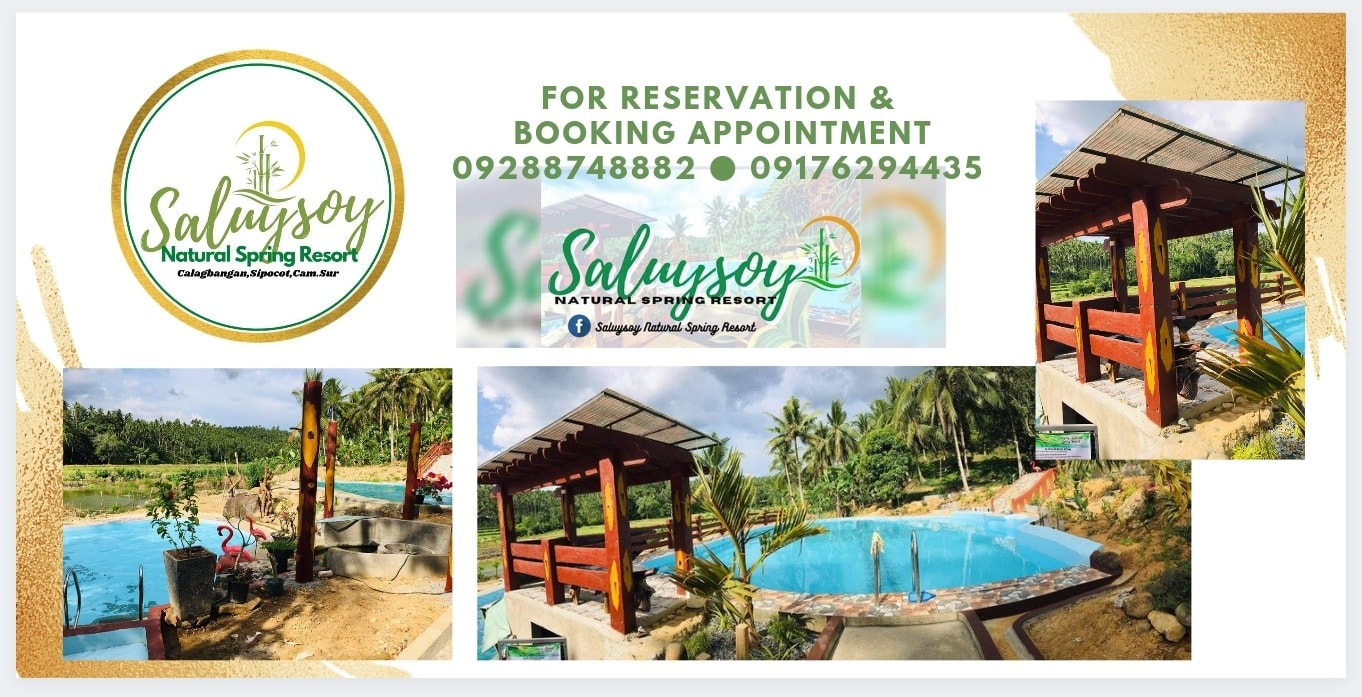 Saluysoy
Natural Spring Resort
Calagbangan,Sipocot,Cam.Sur
FOR RESERVATION &
BOOKING APPOINTMENT
09288748882 ● 09176294435
Saluysoy
NATURAL SPRING RESORT
f Saluysoy Natural Spring Resort